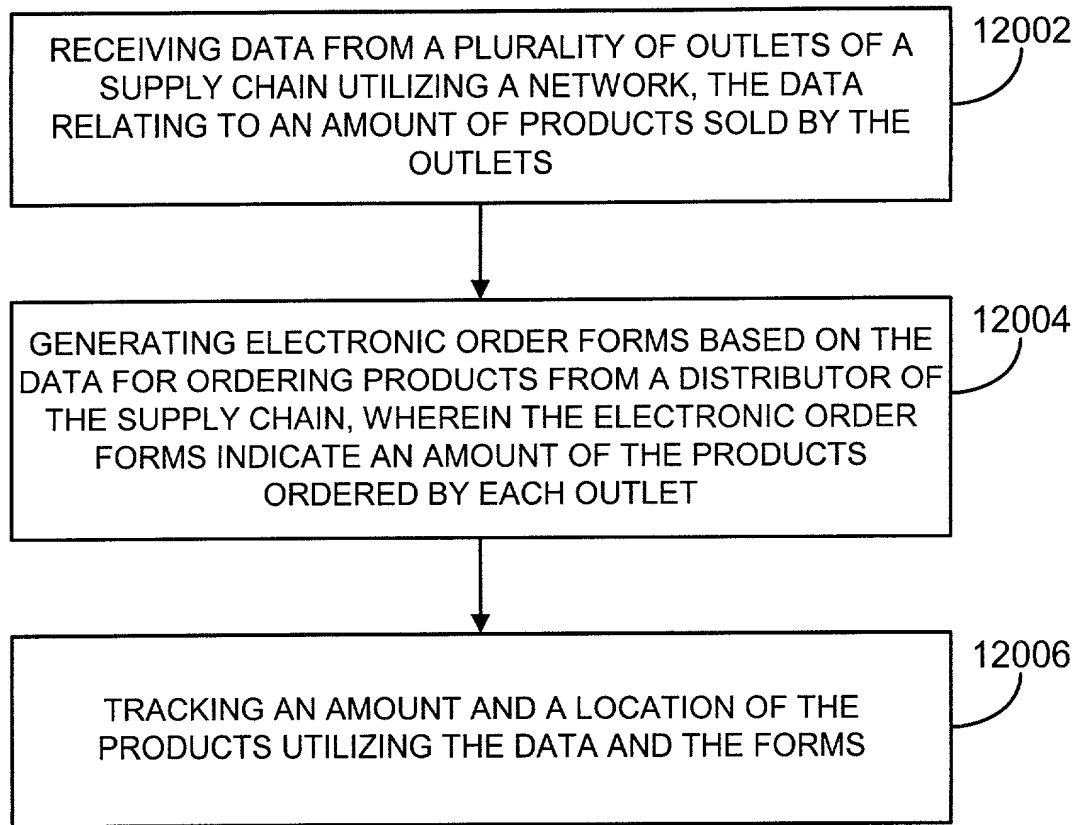 12002
RECEIVING DATA FROM A PLURALITY OF OUTLETS OF A
SUPPLY CHAIN UTILIZING A NETWORK, THE DATA
RELATING TO AN AMOUNT OF PRODUCTS SOLD BY THE
OUTLETS
12004
GENERATING ELECTRONIC ORDER FORMS BASED ON THE
DATA FOR ORDERING PRODUCTS FROM A DISTRIBUTOR OF
THE SUPPLY CHAIN, WHEREIN THE ELECTRONIC ORDER
FORMS INDICATE AN AMOUNT OF THE PRODUCTS
ORDERED BY EACH OUTLET
12006
TRACKING AN AMOUNT AND A LOCATION OF THE
PRODUCTS UTILIZING THE DATA AND THE FORMS